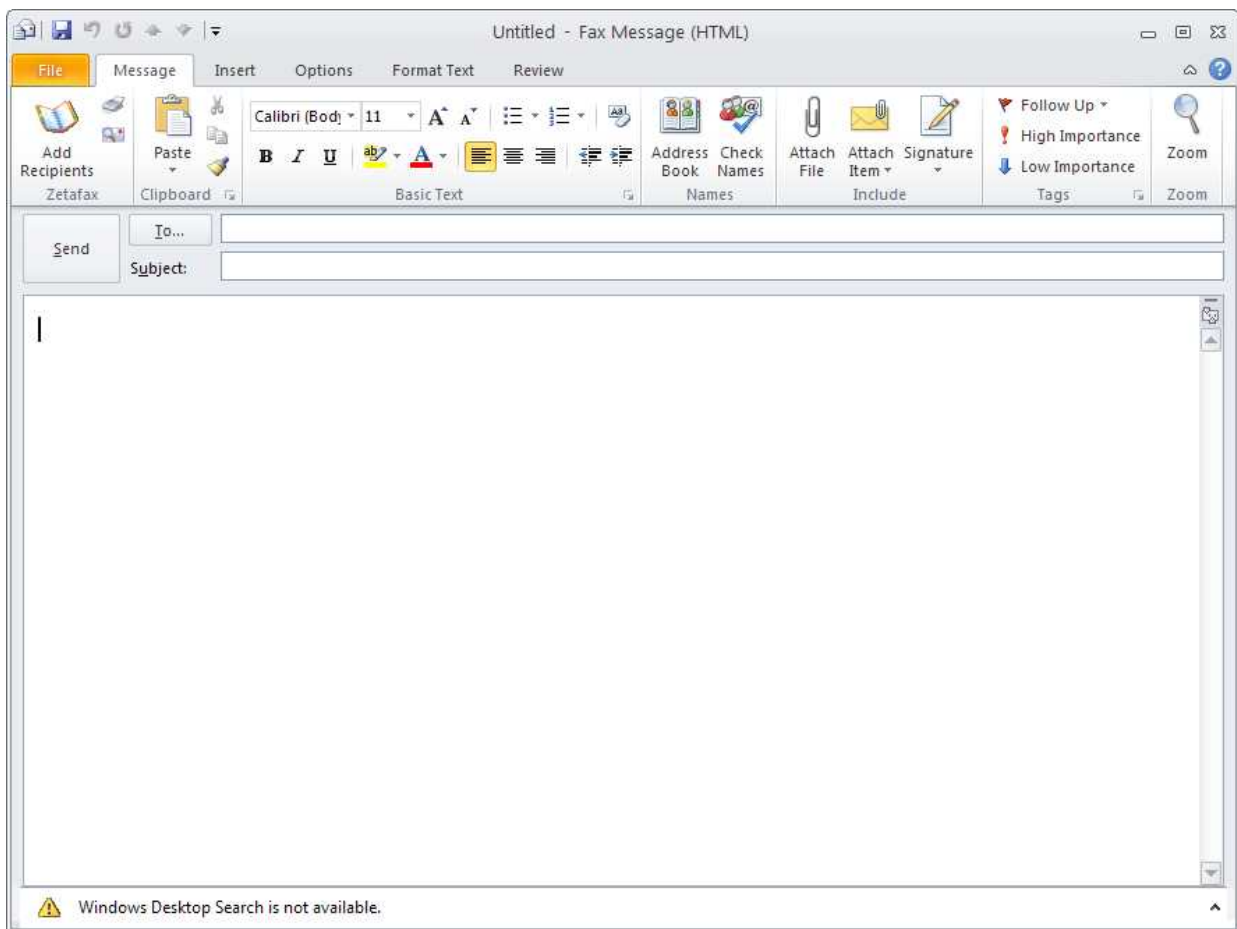 Untitled - Fax Message (HTML)
File Message Insert Options Format Text Review
Add Recipients
Paste
Calibri (Body 11
A A
B I U ab A
Address Book
Check Names
Attach File
Attach Item
Signature
Follow Up
High Importance
Low Importance
Zoom
Zetafax Clipboard Basic Text Names Include Tags Zoom
Send
To...
Subject:
Windows Desktop Search is not available.